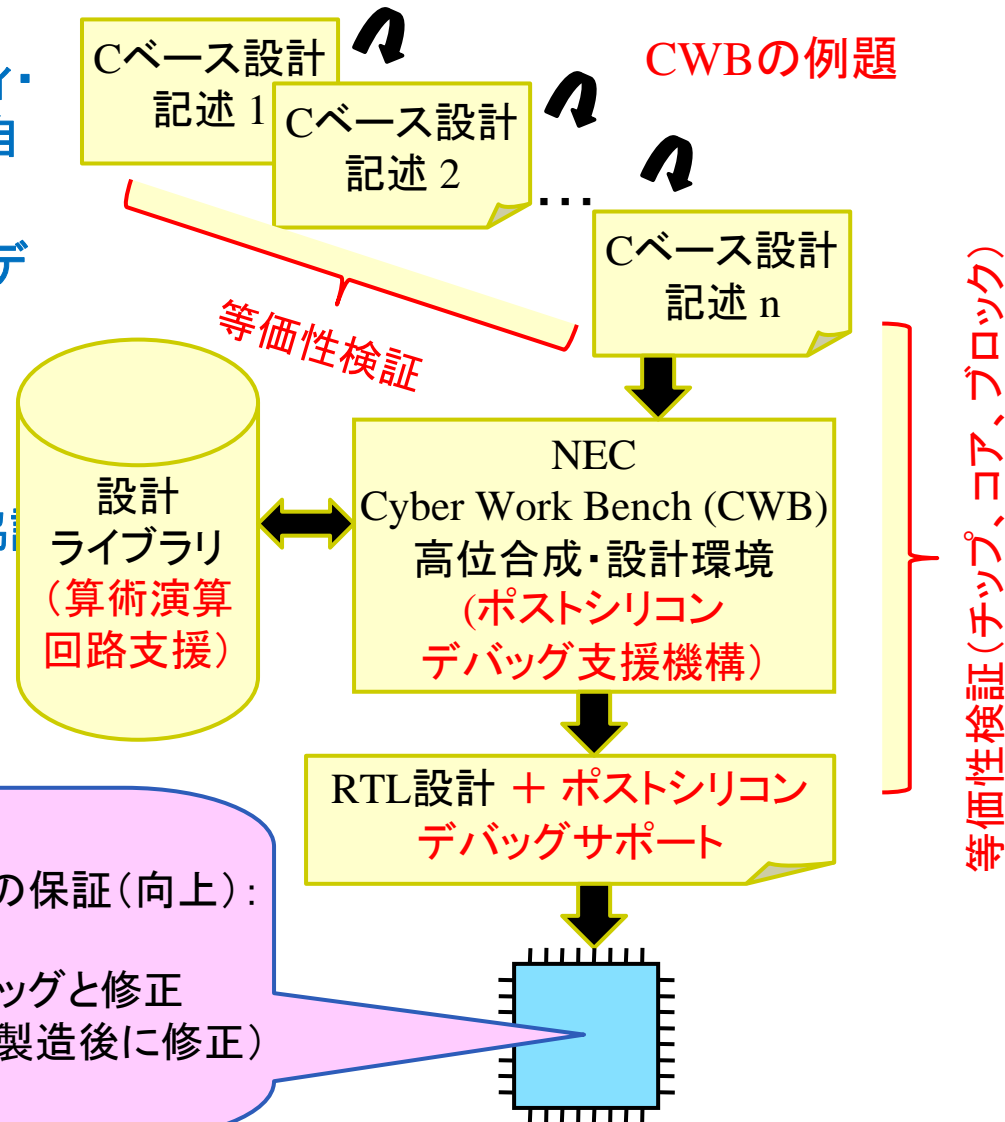 CWBの例題
Cベース設計
記述 1
Cベース設計
記述 2
…
Cベース設計
記述 n
ィ・
自
デ
等価性検証
設計
ライブラリ
（算術演算
回路支援）
NEC
Cyber Work Bench (CWB)
高位合成・設計環境
(ポストシリコン
デバッグ支援機構）
RTL設計 ＋ ポストシリコン
デバッグサポート
等価性検証（チップ、コア、ブロック）
の保証（向上）：
ッグと修正
製造後に修正）